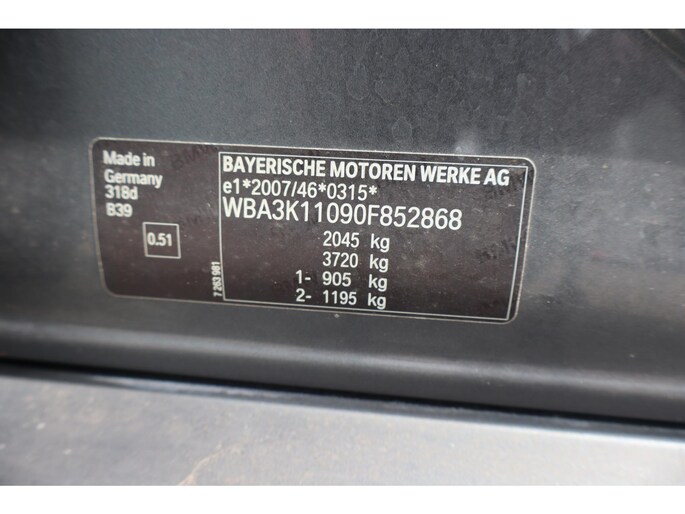 Made in
Germany
318d
B39
0.51
7 263 981
BAYERISCHE MOTOREN WERKE AG
e1*2007/46*0315*
WBA3K11090F852868
2045 kg
3720 kg
1- 905 kg
2- 1195 kg